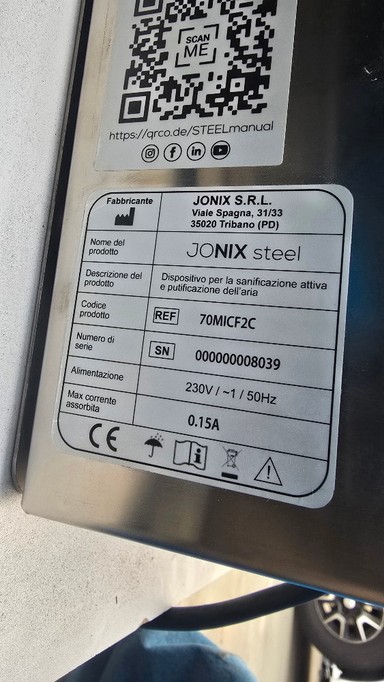 SCAN
ME
https://qrco.de/STEELmanual
Fabbricante
JONIX S.R.L.
Viale Spagna, 31/33
35020 Tribano (PD)
Nome del
prodotto
JONIX steel
Descrizione del
prodotto
Dispositivo per la sanificazione attiva
e putificazione dell'aria
Codice
prodotto
REF
70MICF2C
Numero di
serie
SN
000000008039
Alimentazione
230V / ~1 / 50Hz
Max corrente
assorbita
0.15A
CE